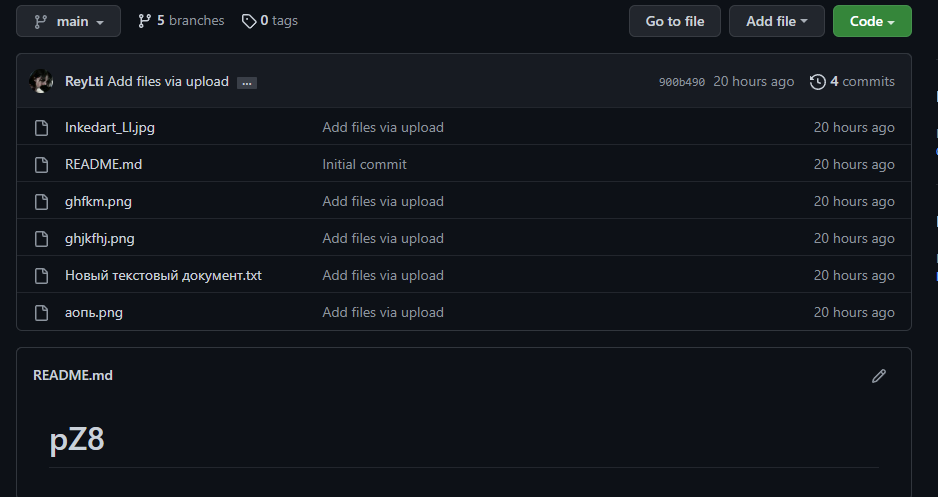 main 5 branches 0 tags Go to file Add file Code
ReyLti Add files via upload ... 900b490 20 hours ago 4 commits
Inkedart_LI.jpg Add files via upload 20 hours ago
README.md Initial commit 20 hours ago
ghfkm.png Add files via upload 20 hours ago
ghjkfhj.png Add files via upload 20 hours ago
Новый текстовый документ.txt Add files via upload 20 hours ago
аопь.png Add files via upload 20 hours ago
README.md
pZ8